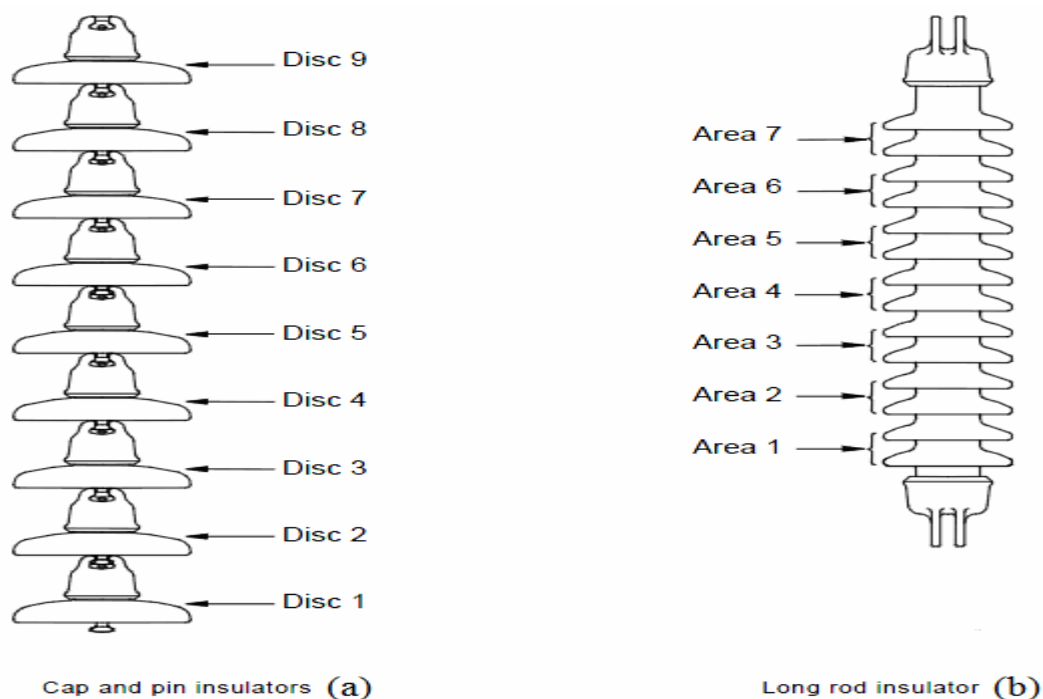 Disc 9
Disc 8
Disc 7
Disc 6
Disc 5
Disc 4
Disc 3
Disc 2
Disc 1
Cap and pin insulators (a)
Area 7
Area 6
Area 5
Area 4
Area 3
Area 2
Area 1
Long rod insulator (b)